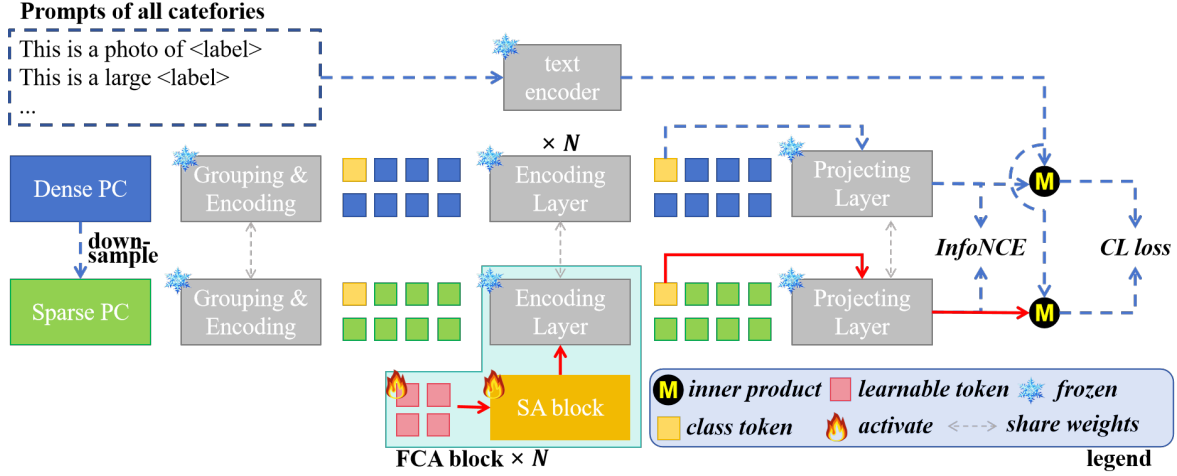 Prompts of all catefories
This is a photo of <label>
This is a large <label>
...
text
encoder
× N
Dense PC
Grouping &
Encoding
Encoding
Layer
Projecting
Layer
M
down-
sample
InfoNCE
CL loss
Sparse PC
Grouping &
Encoding
Encoding
Layer
Projecting
Layer
M
SA block
FCA block × N
M inner product
learnable token
frozen
class token
activate
share weights
legend